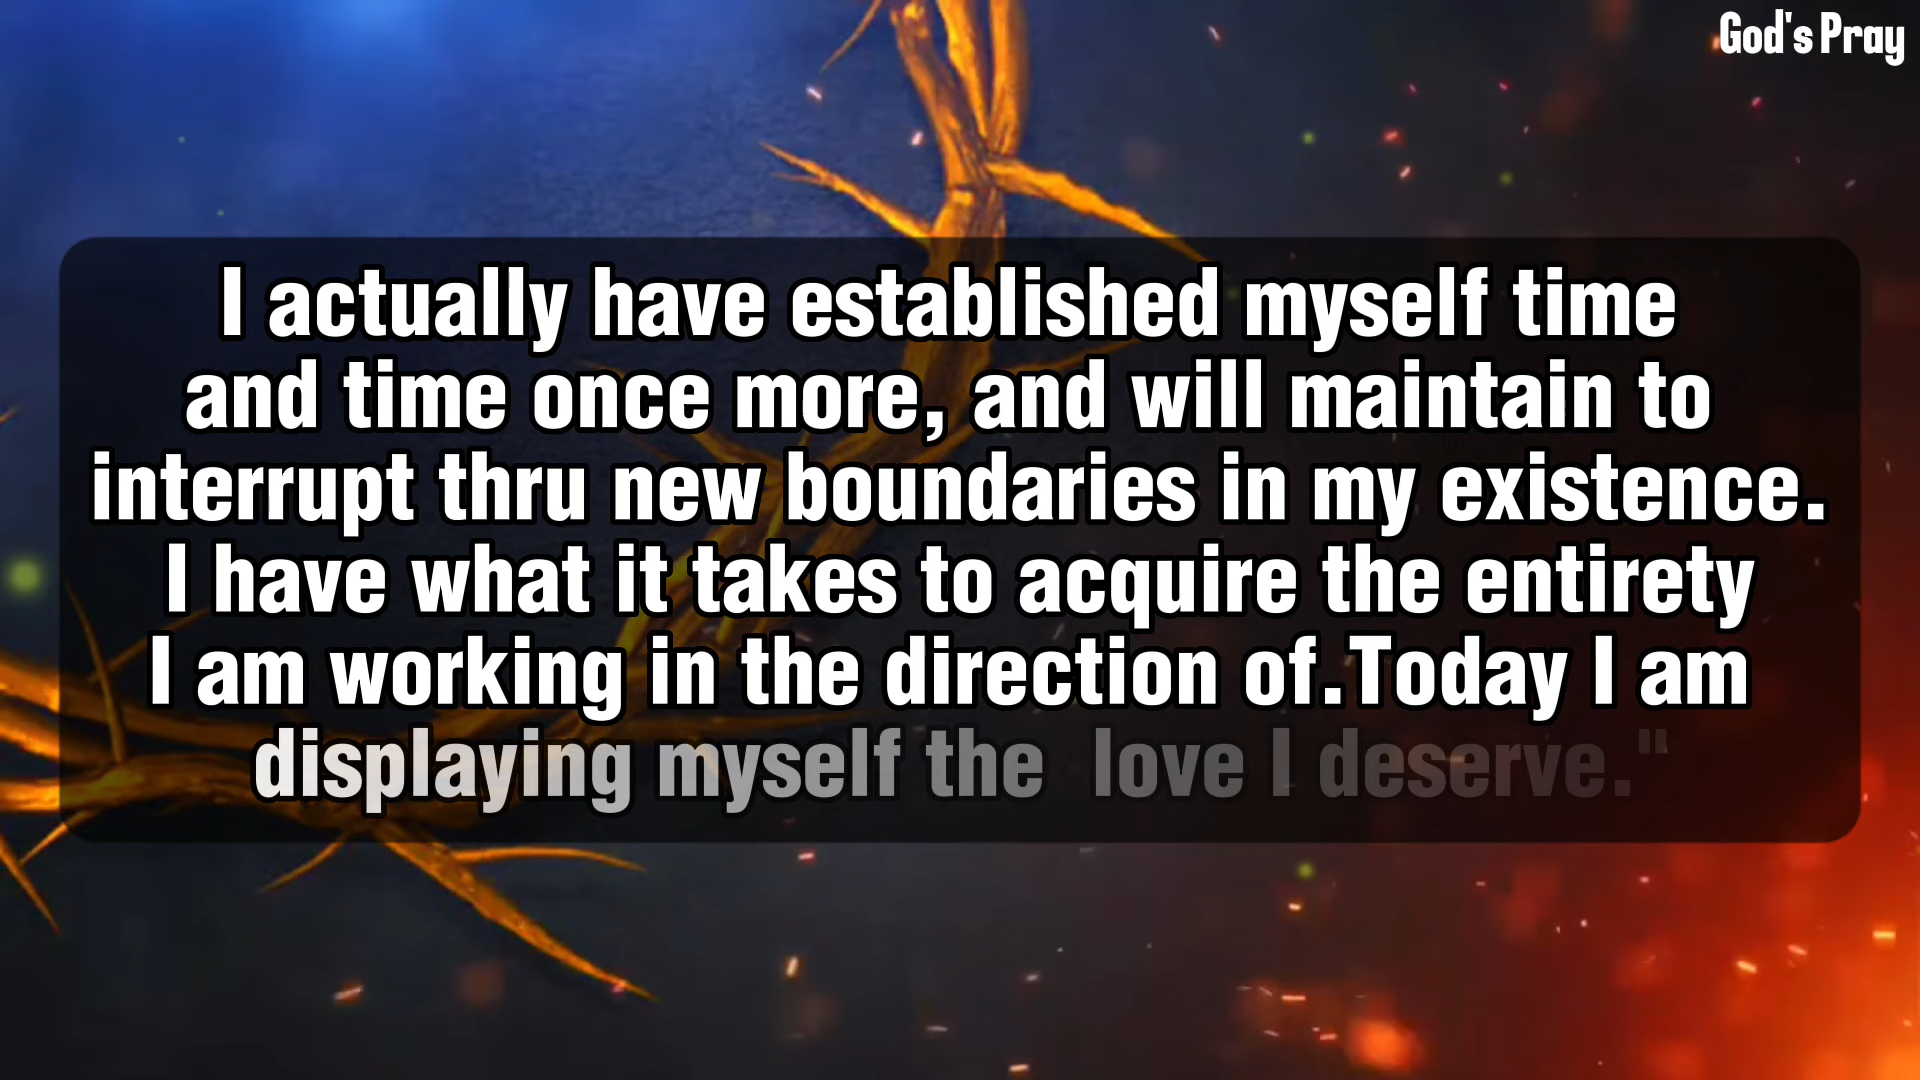 God's Pray
I actually have established myself time
and time once more, and will maintain to
interrupt thru new boundaries in my existence.
I have what it takes to acquire the entirety
I am working in the direction of.Today I am
displaying myself the  love I deserve."